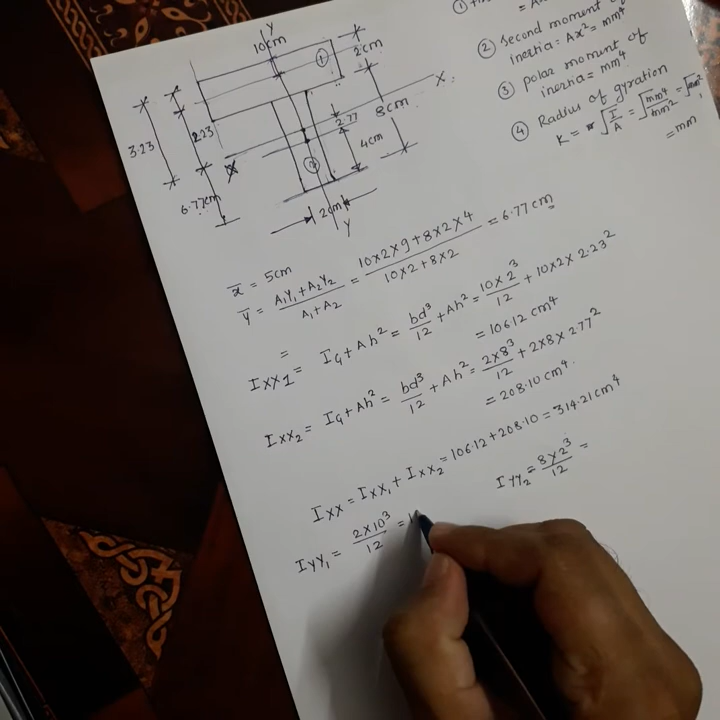 ① 
②  second moment of
inertia = Ax² = mm⁴
③  polar moment of
inertia = mm⁴
④  Radius of gyration
K = √I/A = √mm⁴/mm² = √mm²
= mm
Y
10cm
①
2cm
X
8cm
2.77
4cm
2.23
3.23
X
6.77cm
②
2cm
Y
x̅ = 5cm
y̅ = A₁Y₁+A₂Y₂/A₁+A₂ = 10×2×9+8×2×4/10×2+8×2 = 6.77 cm
=
IXX1 = IG+Ah² = bd³/12 + Ah² = 10×2³/12 + 10×2×2.23²
= 106.12 cm⁴
IXX₂ = IG+Ah² = bd³/12 + Ah² = 2×8³/12 + 2×8×2.77²
= 208.10 cm⁴.
IXX = IXX₁ + IXX₂ = 106.12+208.10 = 314.21 cm⁴
IYY₁ = 2×10³/12 =
IYY₂ = 8×2³/12 =